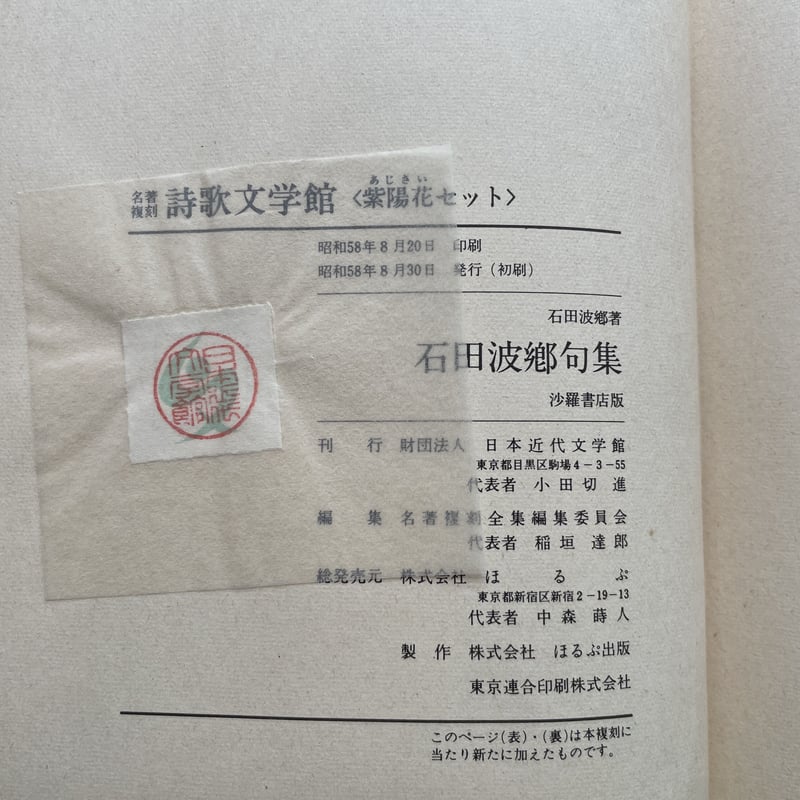 名著複刻 詩歌文学館〈紫陽花セット〉
あじさい
昭和58年8月20日 印刷
昭和58年8月30日 発行(初刷)
石田波郷著
石田波郷句集
沙羅書店版
刊行 財団法人 日本近代文学館
東京都目黒区駒場4-3-55
代表者 小田切進
編集 名著複刻全集編集委員会
代表者 稲垣達郎
総発売元 株式会社 ほるぷ
東京都新宿区新宿2-19-13
代表者 中森蒔人
製作 株式会社 ほるぷ出版
東京連合印刷株式会社
このページ(表)・(裏)は本複刻に
当たり新たに加えたものです。